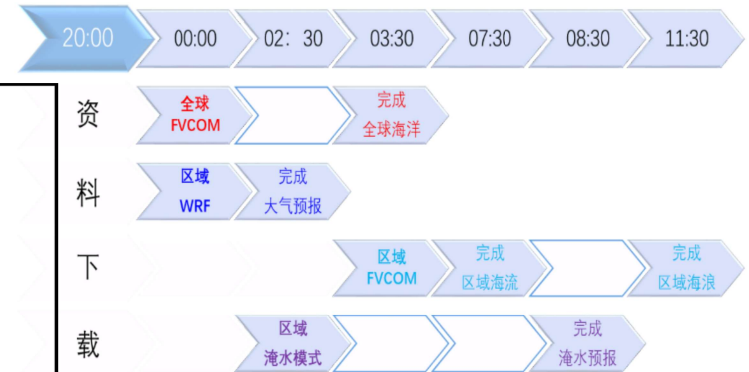 20:00 00:00 02：30 03:30 07:30 08:30 11:30
资
全球
FVCOM
完成
全球海洋
料
区域
WRF
完成
大气预报
下
区域
FVCOM
完成
区域海流
完成
区域海浪
载
区域
淹水模式
完成
淹水预报